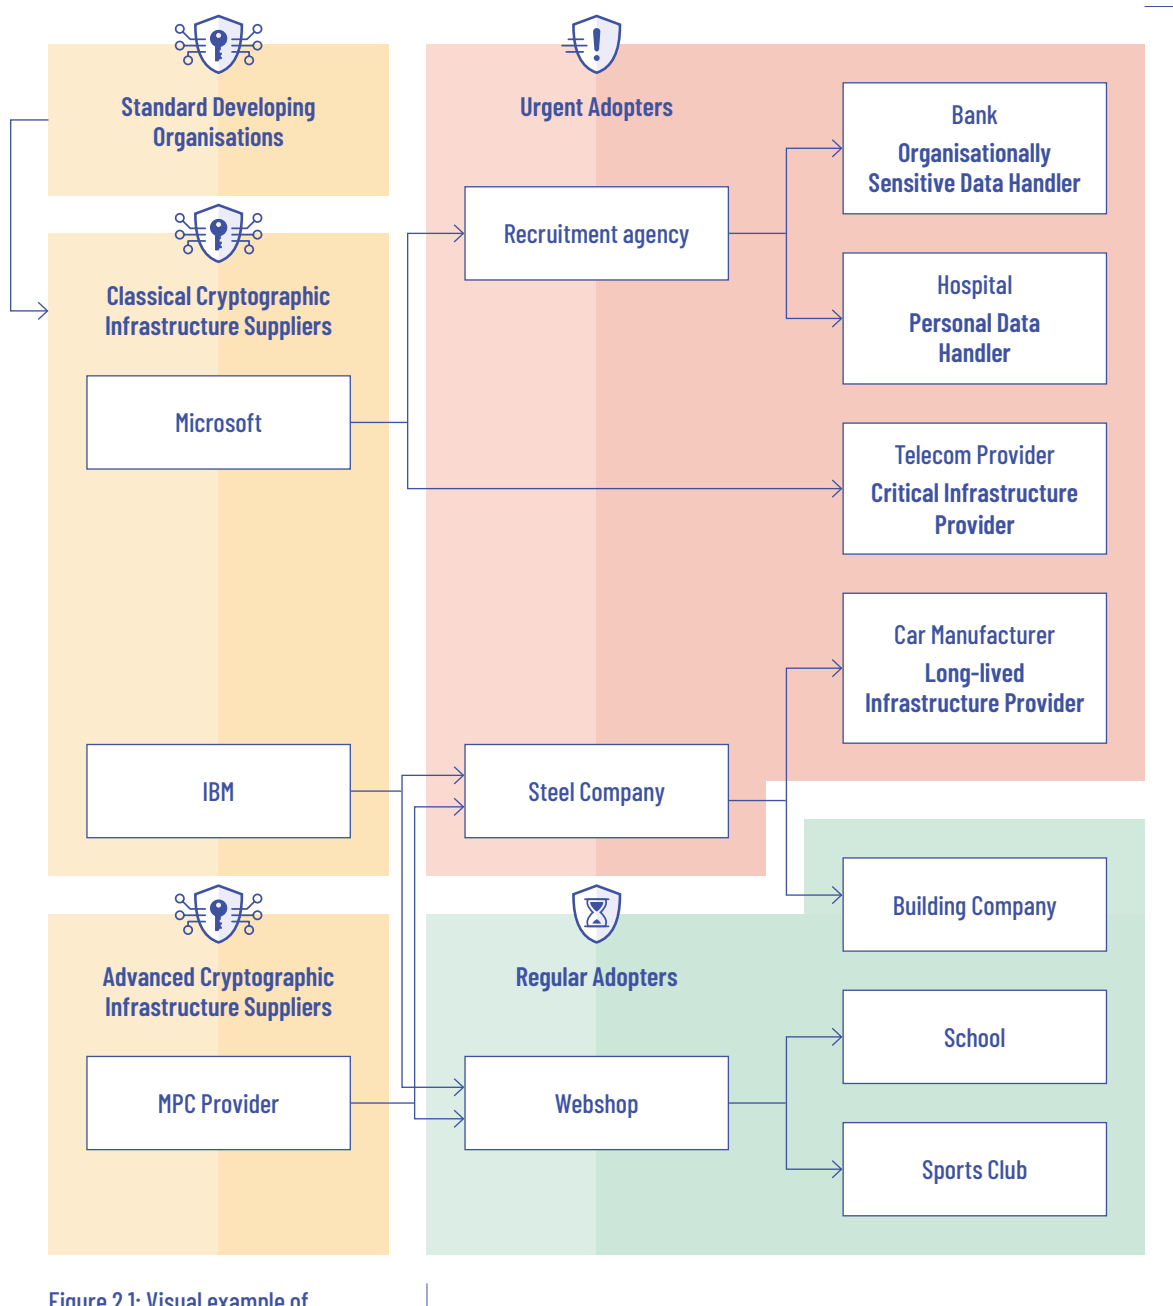 Standard Developing
Organisations
Classical Cryptographic
Infrastructure Suppliers
Microsoft
IBM
Advanced Cryptographic
Infrastructure Suppliers
MPC Provider
Urgent Adopters
Recruitment agency
Steel Company
Bank
Organisationally
Sensitive Data Handler
Hospital
Personal Data
Handler
Telecom Provider
Critical Infrastructure
Provider
Car Manufacturer
Long-lived
Infrastructure Provider
Regular Adopters
Webshop
Building Company
School
Sports Club
Figure 2.1: Visual example of